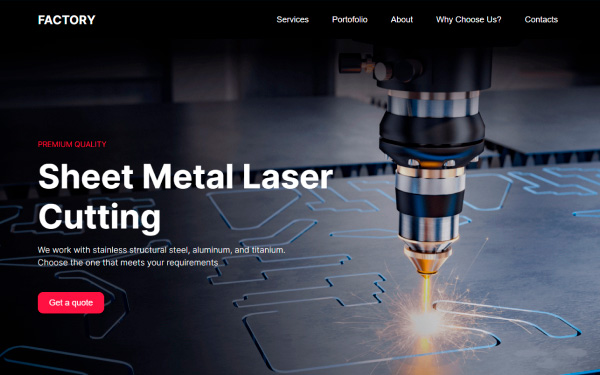 FACTORY
Services Portofolio About Why Choose Us? Contacts
PREMIUM QUALITY
Sheet Metal Laser
Cutting
We work with stainless structural steel, aluminum, and titanium.
Choose the one that meets your requirements
Get a quote